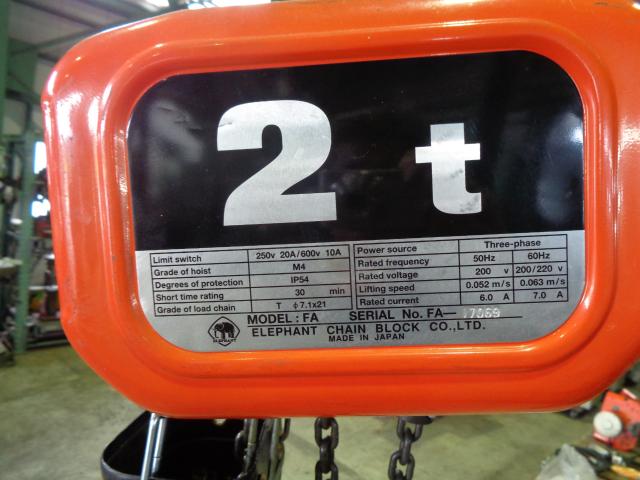 2 t
Limit switch 250v 20A/600v 10A
Grade of hoist M4
Degrees of protection IP54
Short time rating 30 min
Grade of load chain T φ7.1x21
Power source Three-phase
Rated frequency 50Hz 60Hz
Rated voltage 200 v 200/220 v
Lifting speed 0.052 m/s 0.063 m/s
Rated current 6.0 A 7.0 A
ELEPHANT
MODEL : FA SERIAL No. FA—
ELEPHANT CHAIN BLOCK CO.,LTD.
MADE IN JAPAN